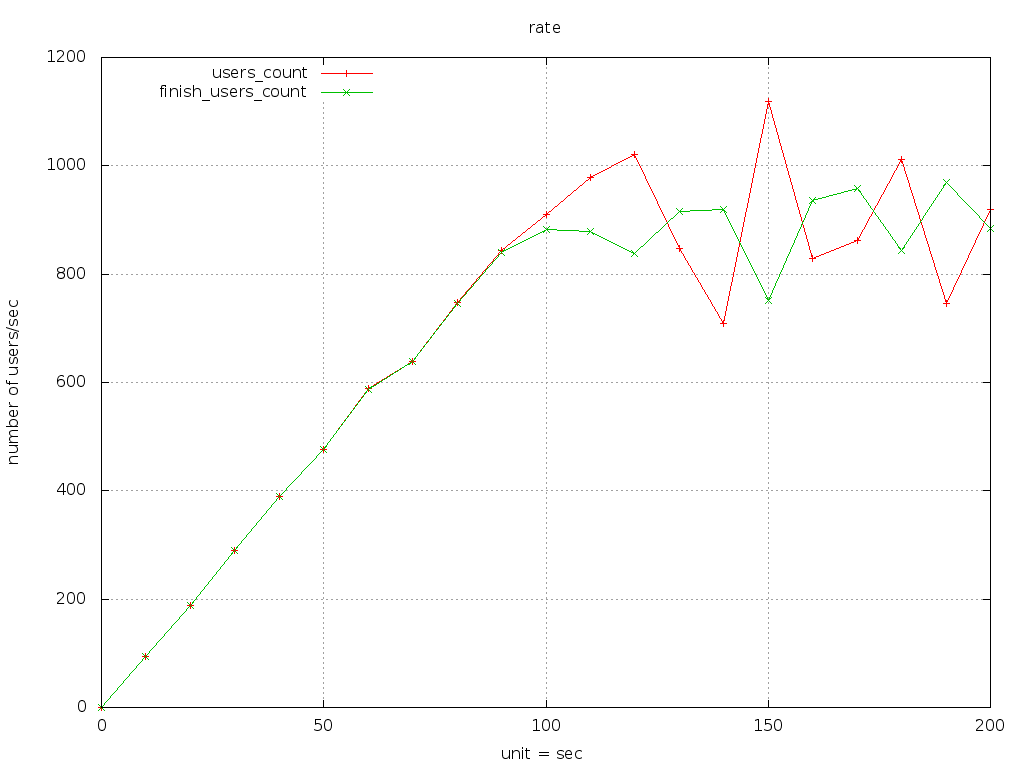 rate
1200
users_count
finish_users_count
1000
800
600
400
200
0
number of users/sec
0 50 100 150 200
unit = sec